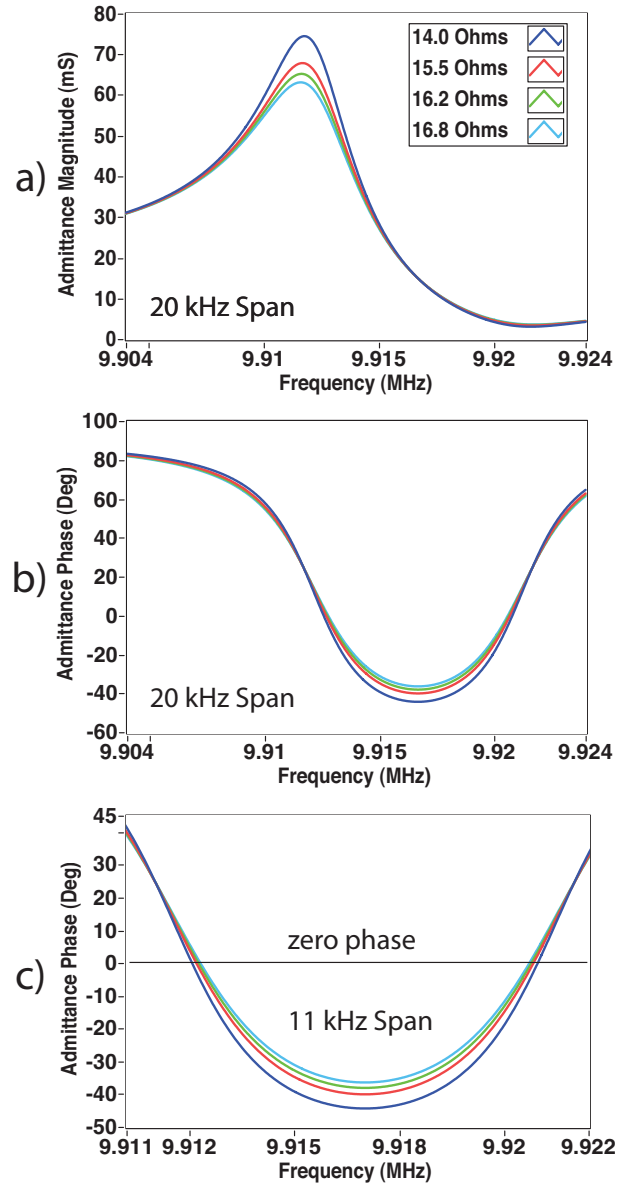 a)
Admittance Magnitude (mS)
80
70
60
50
40
30
20
10
0
14.0 Ohms
15.5 Ohms
16.2 Ohms
16.8 Ohms
20 kHz Span
9.904 9.91 9.915 9.92 9.924
Frequency (MHz)
b)
Admittance Phase (Deg)
100
80
60
40
20
0
-20
-40
-60
20 kHz Span
9.904 9.91 9.915 9.92 9.924
Frequency (MHz)
c)
Admittance Phase (Deg)
45
30
20
10
0
-10
-20
-30
-40
-50
zero phase
11 kHz Span
9.911 9.912 9.915 9.918 9.92 9.922
Frequency (MHz)